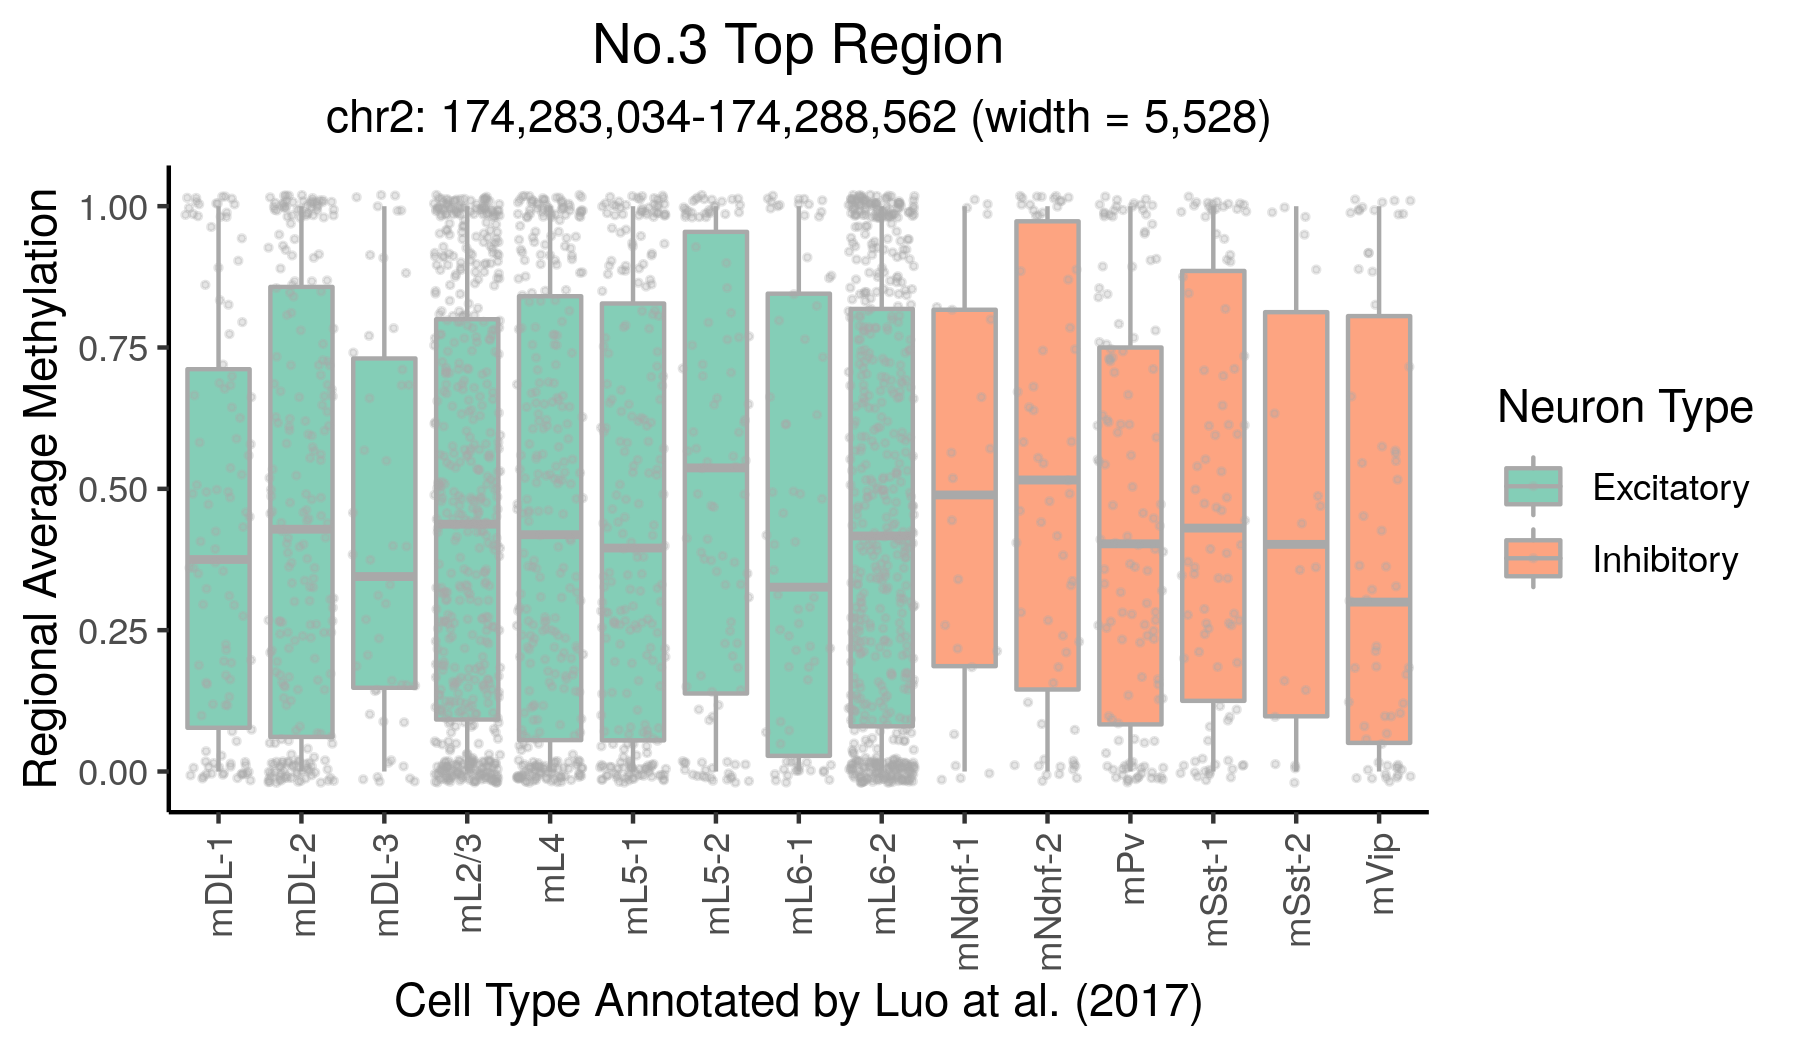 No.3 Top Region
chr2: 174,283,034-174,288,562 (width = 5,528)
Regional Average Methylation
1.00
0.75
0.50
0.25
0.00
mDL-1
mDL-2
mDL-3
mL2/3
mL4
mL5-1
mL5-2
mL6-1
mL6-2
mNdnf-1
mNdnf-2
mPv
mSst-1
mSst-2
mVip
Cell Type Annotated by Luo at al. (2017)
Neuron Type
Excitatory
Inhibitory